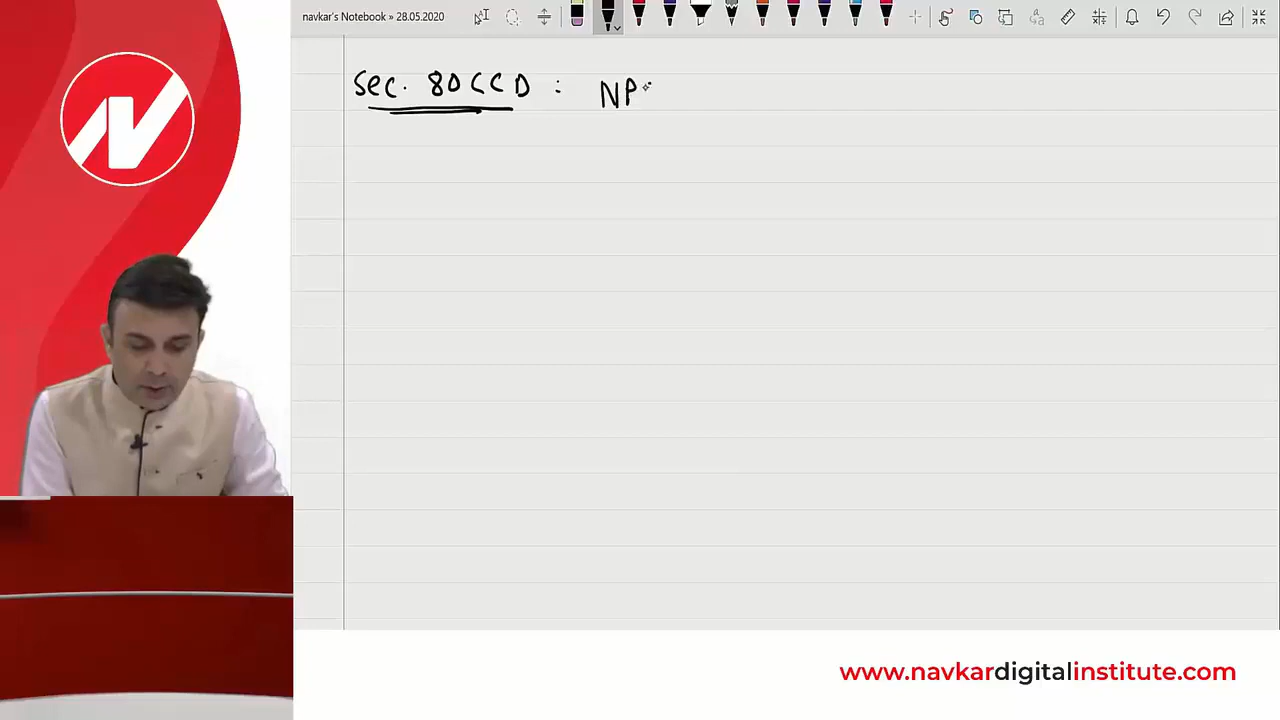 navkar's Notebook » 28.05.2020
Sec. 80CCD : NP
www.navkardigitalinstitute.com